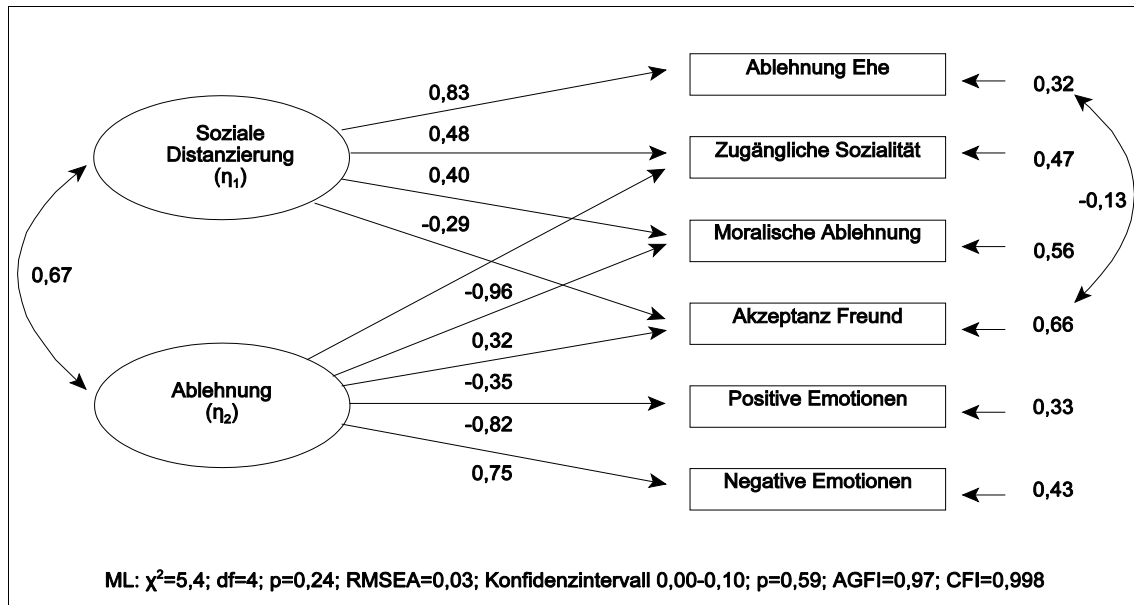 Ablehnung Ehe
0,32
0,83
Soziale
Distanzierung
(η₁)
0,48
Zugängliche Sozialität
0,47
0,40
-0,13
-0,29
Moralische Ablehnung
0,56
0,67
-0,96
Akzeptanz Freund
0,66
0,32
-0,35
Ablehnung
(η₂)
Positive Emotionen
0,33
-0,82
0,75
Negative Emotionen
0,43
ML: χ²=5,4; df=4; p=0,24; RMSEA=0,03; Konfidenzintervall 0,00-0,10; p=0,59; AGFI=0,97; CFI=0,998